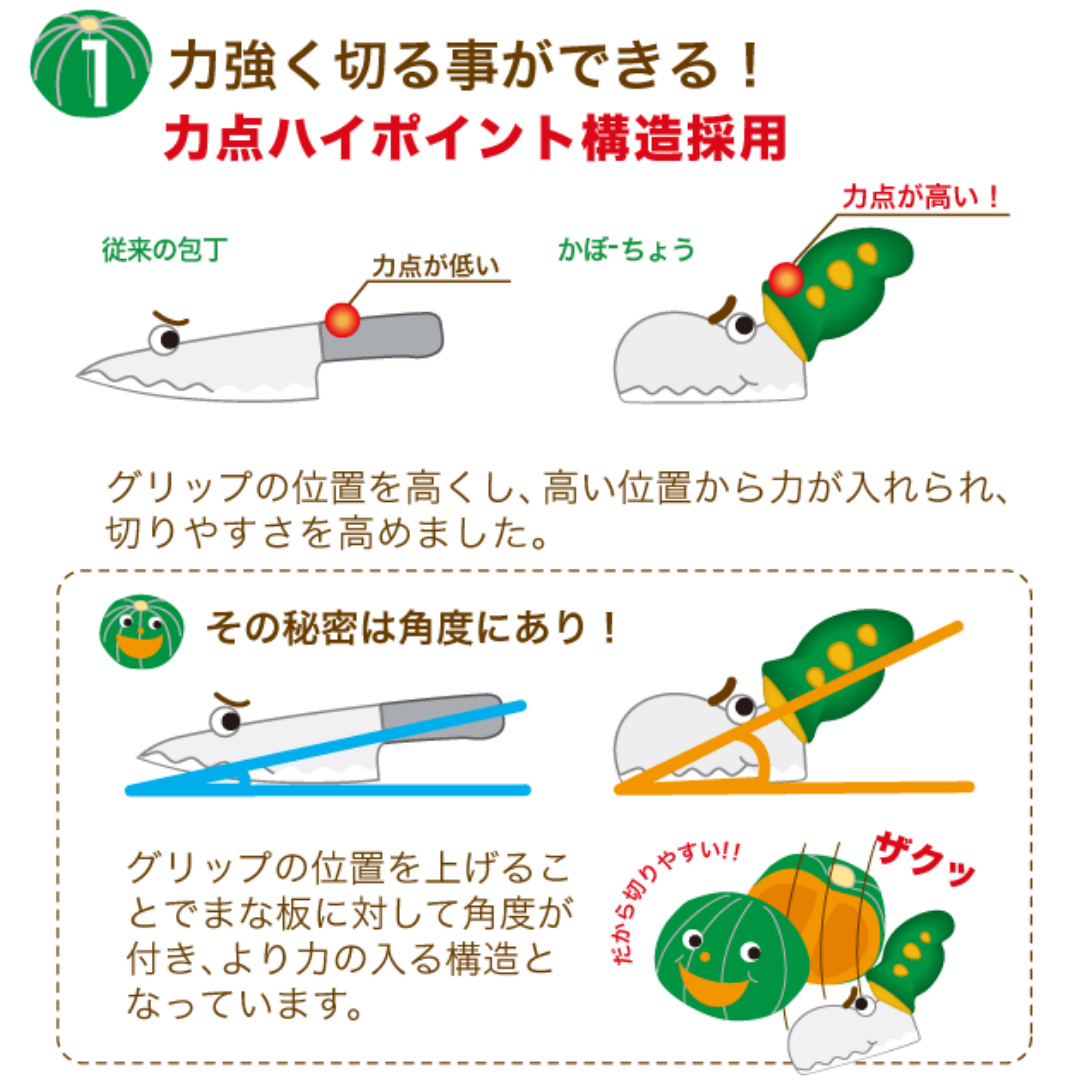 1
力強く切る事ができる！
力点ハイポイント構造採用
従来の包丁
力点が低い
かぼーちょう
力点が高い！
グリップの位置を高くし、高い位置から力が入れられ、
切りやすさを高めました。
その秘密は角度にあり！
グリップの位置を上げるこ
とでまな板に対して角度が
付き、より力の入る構造と
なっています。
だから切りやすい!!
ザクッ